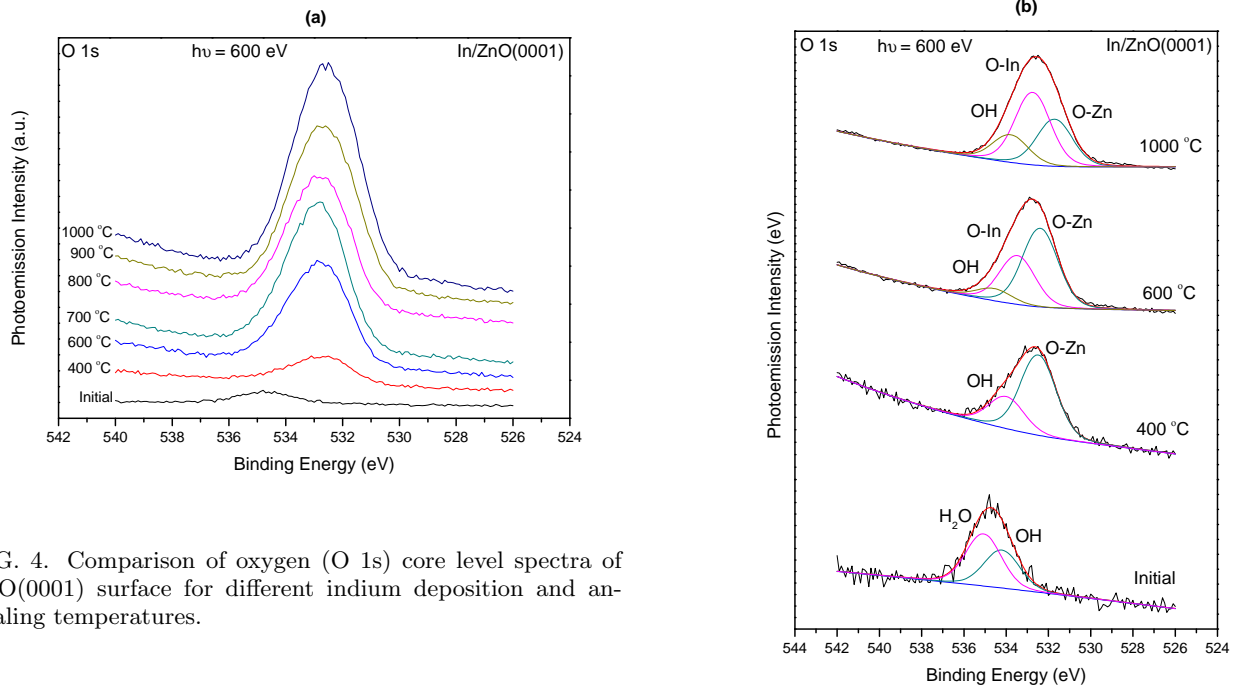 (a)
O 1s hυ = 600 eV In/ZnO(0001)
Photoemission Intensity (a.u.)
1000 °C
900 °C
800 °C
700 °C
600 °C
400 °C
Initial
542 540 538 536 534 532 530 528 526 524
Binding Energy (eV)
G. 4. Comparison of oxygen (O 1s) core level spectra of
O(0001) surface for different indium deposition and an-
aling temperatures.
(b)
O 1s hυ = 600 eV In/ZnO(0001)
Photoemission Intensity (eV)
O-In
OH O-Zn
1000 °C
O-In O-Zn
OH
600 °C
O-Zn
OH
400 °C
H₂O OH
Initial
544 542 540 538 536 534 532 530 528 526 524
Binding Energy (eV)